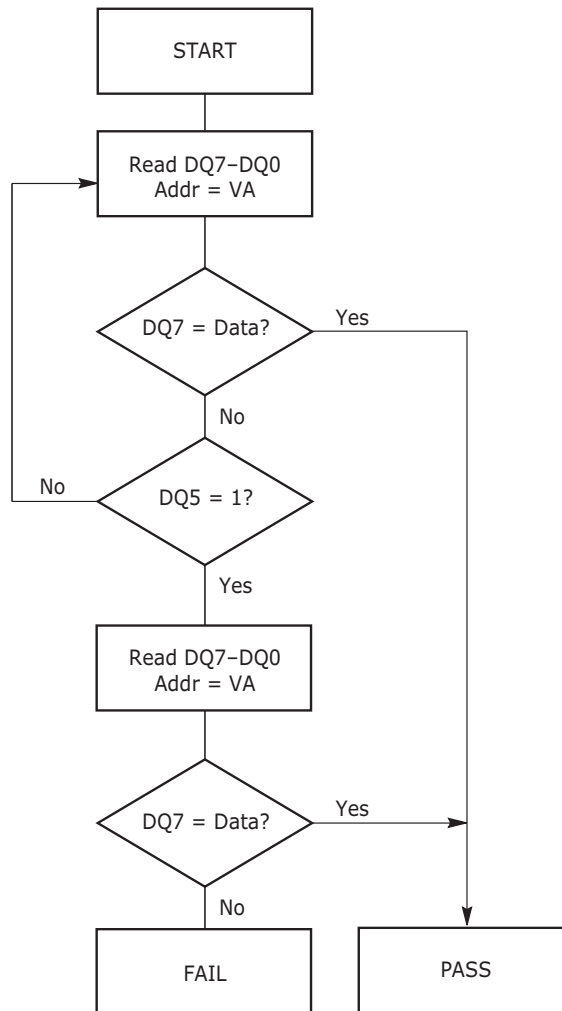 START
Read DQ7–DQ0
Addr = VA
DQ7 = Data?
Yes
No
No
DQ5 = 1?
Yes
Read DQ7–DQ0
Addr = VA
DQ7 = Data?
Yes
No
FAIL
PASS